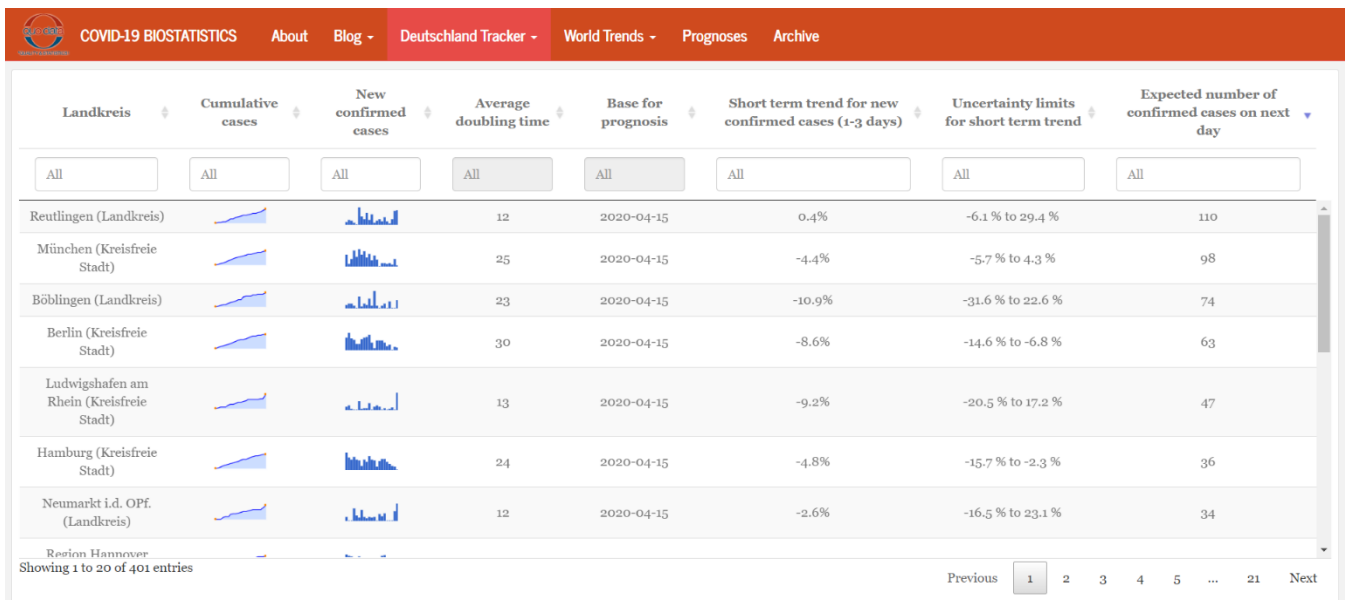 COVID-19 BIOSTATISTICS About Blog Deutschland Tracker World Trends Prognoses Archive
Landkreis
Cumulative
cases
New
confirmed
cases
Average
doubling time
Base for
prognosis
Short term trend for new
confirmed cases (1-3 days)
Uncertainty limits
for short term trend
Expected number of
confirmed cases on next
day
All All All All All All All All
Reutlingen (Landkreis) 12 2020-04-15 0.4% -6.1 % to 29.4 % 110
München (Kreisfreie
Stadt) 25 2020-04-15 -4.4% -5.7 % to 4.3 % 98
Böblingen (Landkreis) 23 2020-04-15 -10.9% -31.6 % to 22.6 % 74
Berlin (Kreisfreie
Stadt) 30 2020-04-15 -8.6% -14.6 % to -6.8 % 63
Ludwigshafen am
Rhein (Kreisfreie
Stadt) 13 2020-04-15 -9.2% -20.5 % to 17.2 % 47
Hamburg (Kreisfreie
Stadt) 24 2020-04-15 -4.8% -15.7 % to -2.3 % 36
Neumarkt i.d. OPf.
(Landkreis) 12 2020-04-15 -2.6% -16.5 % to 23.1 % 34
Region Hannover
Showing 1 to 20 of 401 entries
Previous 1 2 3 4 5 ... 21 Next